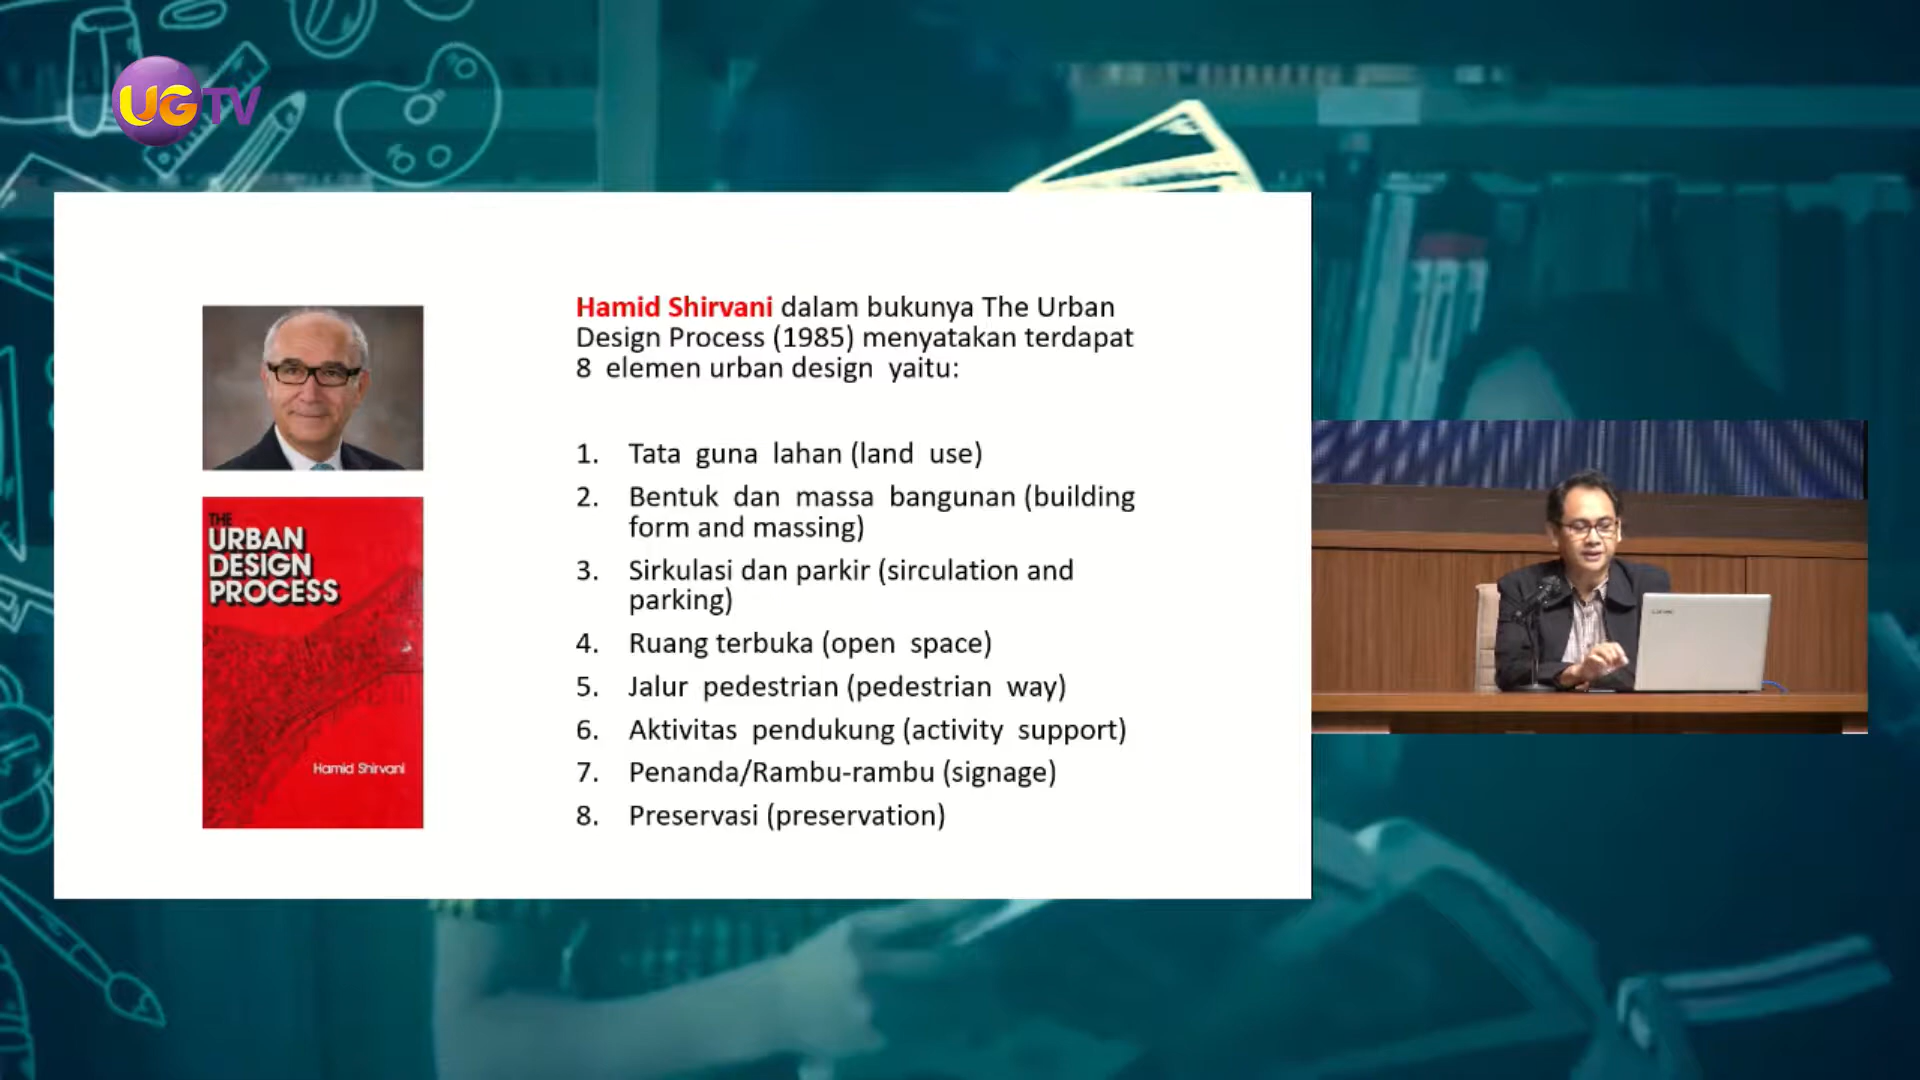 UGTV
Hamid Shirvani dalam bukunya The Urban
Design Process (1985) menyatakan terdapat
8 elemen urban design yaitu:
1. Tata guna lahan (land use)
2. Bentuk dan massa bangunan (building
form and massing)
3. Sirkulasi dan parkir (sirculation and
parking)
4. Ruang terbuka (open space)
5. Jalur pedestrian (pedestrian way)
6. Aktivitas pendukung (activity support)
7. Penanda/Rambu-rambu (signage)
8. Preservasi (preservation)
THE
URBAN
DESIGN
PROCESS
Hamid Shirvani